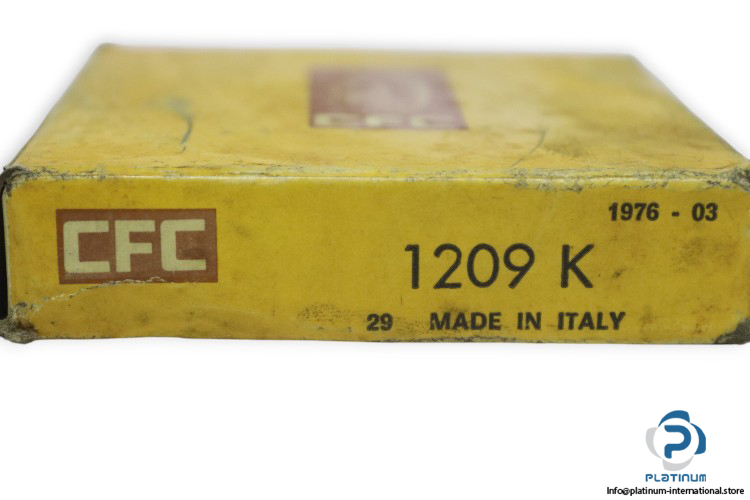 CFC
1976 - 03
CFC
1209 K
29 MADE IN ITALY
PLATINUM
Info@platinum-international.store